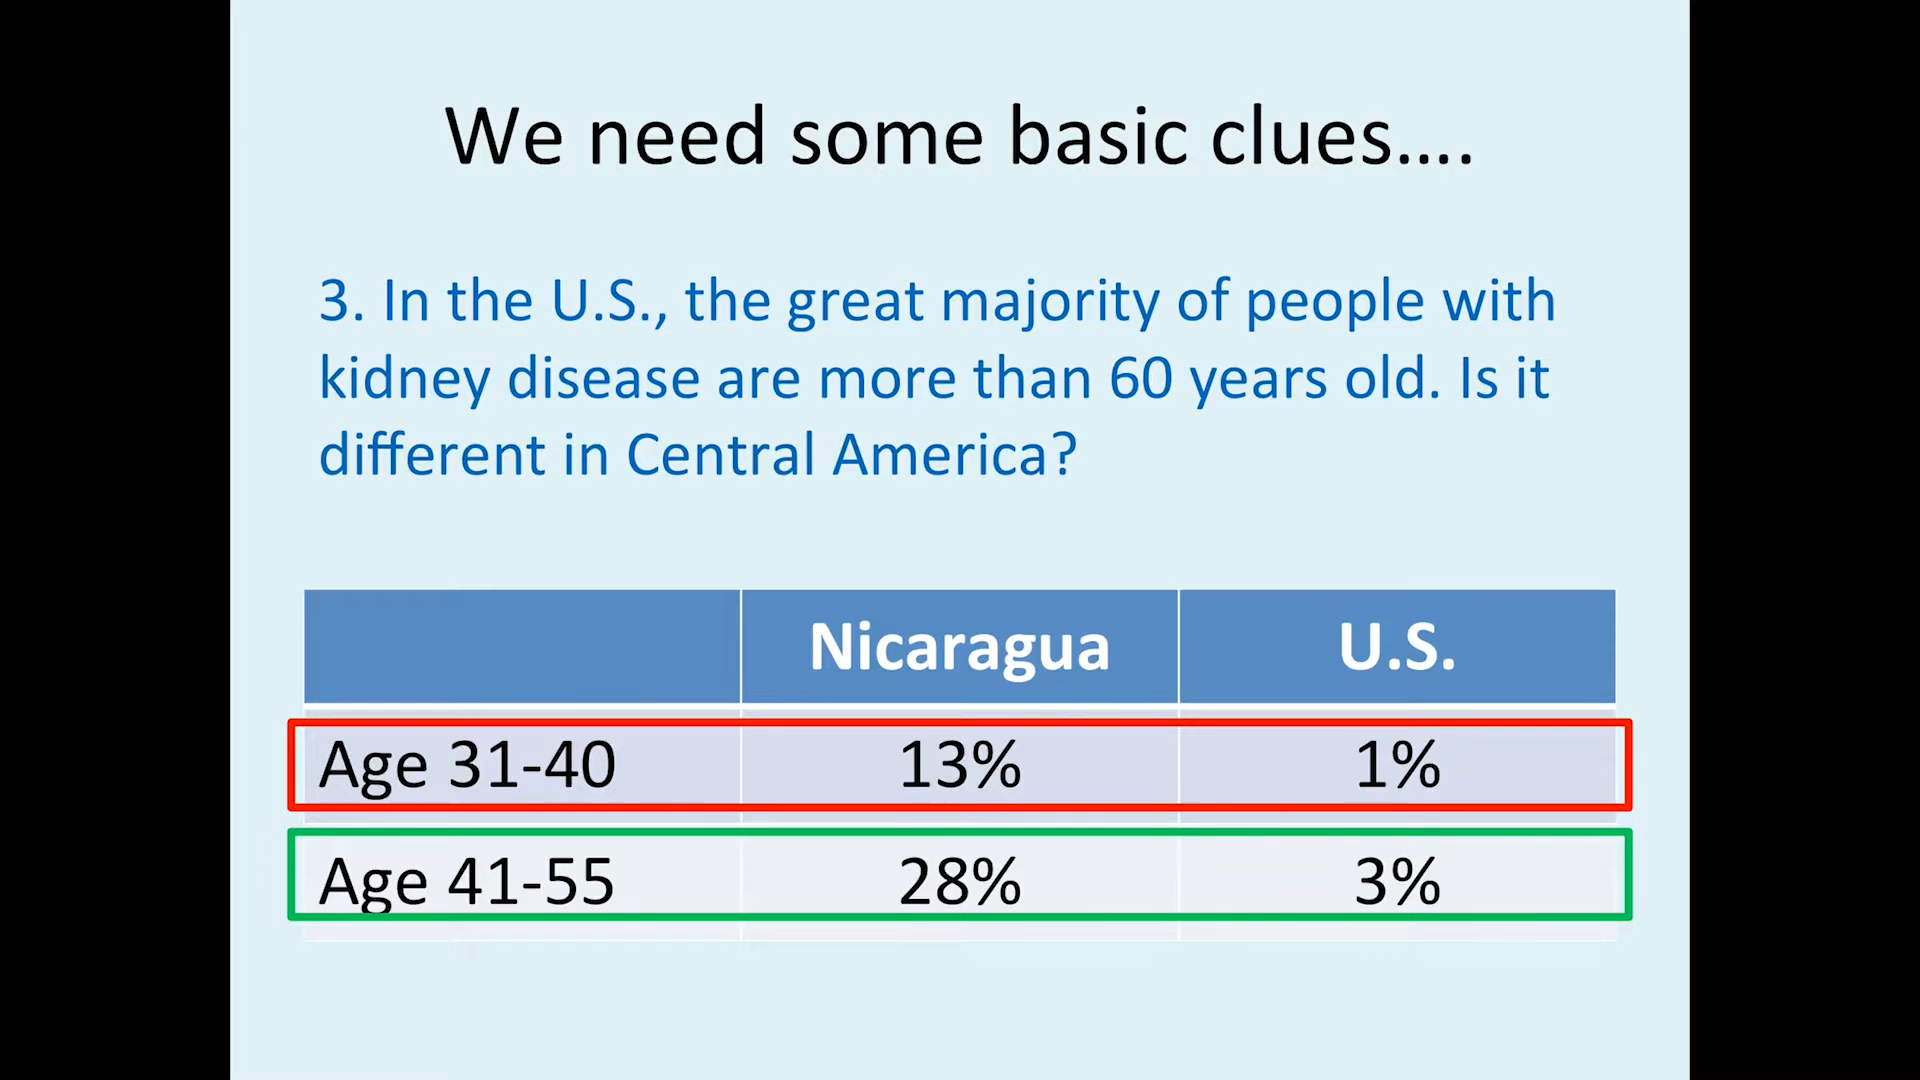 We need some basic clues....
3. In the U.S., the great majority of people with
kidney disease are more than 60 years old. Is it
different in Central America?
Nicaragua U.S.
Age 31-40 13% 1%
Age 41-55 28% 3%